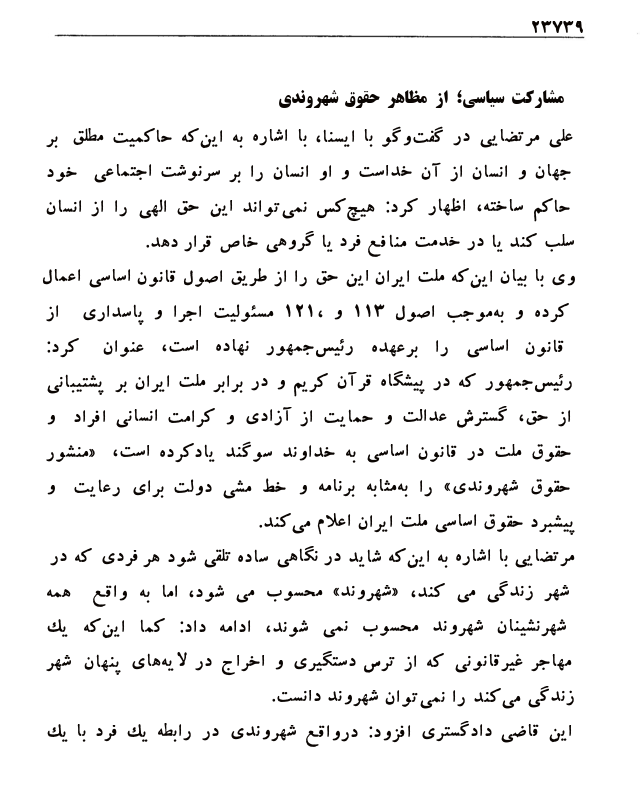 ۲۳۷۳۹
مشارکت سیاسی؛ از مظاهر حقوق شهروندی
علی مرتضایی در گفت‌وگو با ایسنا، با اشاره به این‌که حاکمیت مطلق بر
جهان و انسان از آن خداست و او انسان را بر سرنوشت اجتماعی خود
حاکم ساخته، اظهار کرد: هیچ‌کس نمی‌تواند این حق الهی را از انسان
سلب کند یا در خدمت منافع فرد یا گروهی خاص قرار دهد.
وی با بیان این‌که ملت ایران این حق را از طریق اصول قانون اساسی اعمال
کرده و به‌موجب اصول ۱۱۳ و ،۱۲۱ مسئولیت اجرا و پاسداری از
قانون اساسی را برعهده رئیس‌جمهور نهاده است، عنوان کرد:
رئیس‌جمهور که در پیشگاه قرآن کریم و در برابر ملت ایران بر پشتیبانی
از حق، گسترش عدالت و حمایت از آزادی و کرامت انسانی افراد و
حقوق ملت در قانون اساسی به خداوند سوگند یادکرده است، «منشور
حقوق شهروندی» را به‌مثابه برنامه و خط مشی دولت برای رعایت و
پیشبرد حقوق اساسی ملت ایران اعلام می‌کند.
مرتضایی با اشاره به این‌که شاید در نگاهی ساده تلقی شود هر فردی که در
شهر زندگی می کند، «شهروند» محسوب می شود، اما به واقع همه
شهرنشینان شهروند محسوب نمی شوند، ادامه داد: کما این‌که یك
مهاجر غیرقانونی که از ترس دستگیری و اخراج در لایه‌های پنهان شهر
زندگی می‌کند را نمی‌توان شهروند دانست.
این قاضی دادگستری افزود: درواقع شهروندی در رابطه یك فرد با یك